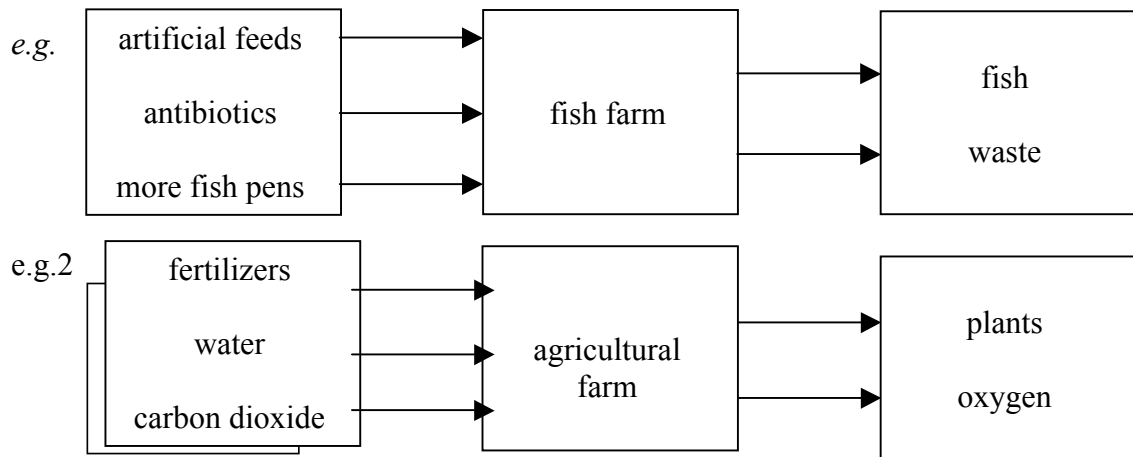 e.g.
artificial feeds
antibiotics
more fish pens
fish farm
fish
waste
e.g.2
fertilizers
water
carbon dioxide
agricultural
farm
plants
oxygen